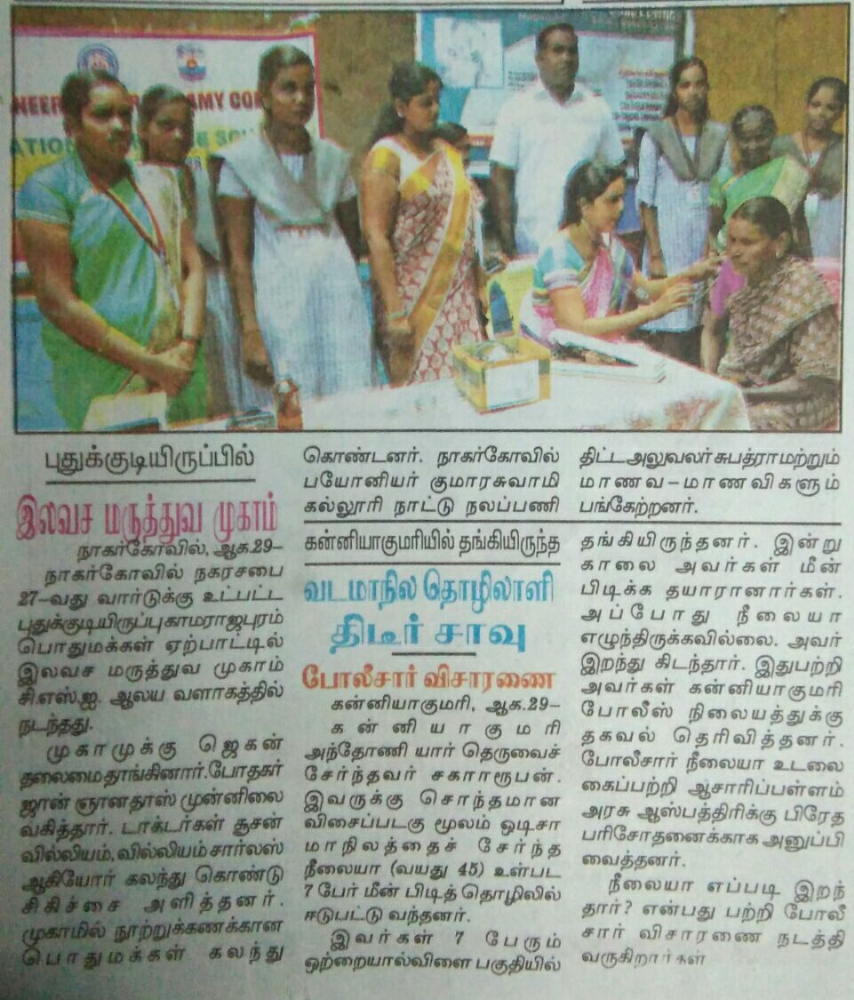 NEER
AMY COL
ATION
E SC
புதுக்குடியிருப்பில்
இலவச மருத்துவ முகாம்
நாகர்கோவில், ஆக.29–
நாகர்கோவில் நகரசபை
27–வது வார்டுக்கு உட்பட்ட
புதுக்குடியிருப்பு காமராஜபுரம்
பொதுமக்கள் ஏற்பாட்டில்
இலவச மருத்துவ முகாம்
சி.எஸ்.ஐ. ஆலய வளாகத்தில்
நடந்தது.
முகாமுக்கு ஜெகன்
தலைமை தாங்கினார். போதகர்
ஜான் ஞானதாஸ் முன்னிலை
வகித்தார். டாக்டர்கள் சூசன்
வில்லியம், வில்லியம் சார்லஸ்
ஆகியோர் கலந்து கொண்டு
சிகிச்சை அளித்தனர்.
முகாமில் நூற்றுக்கணக்கான
பொதுமக்கள் கலந்து
கொண்டனர். நாகர்கோவில்
பயோனியர் குமாரசுவாமி
கல்லூரி நாட்டு நலப்பணி
திட்ட அலுவலர் சுபத்ரா மற்றும்
மாணவ–மாணவிகளும்
பங்கேற்றனர்.
கன்னியாகுமரியில் தங்கியிருந்த
வடமாநில தொழிலாளி
திடீர் சாவு
போலீசார் விசாரணை
கன்னியாகுமரி, ஆக.29–
கன்னியாகுமரி
அந்தோணி யார் தெருவைச்
சேர்ந்தவர் சகாரூபன்.
இவருக்கு சொந்தமான
விசைப்படகு மூலம் ஒடிசா
மாநிலத்தைச் சேர்ந்த
நீலையா (வயது 45) உள்பட
7 பேர் மீன் பிடித் தொழிலில்
ஈடுபட்டு வந்தனர்.
இவர்கள் 7 பேரும்
ஒற்றையால்விளை பகுதியில்
தங்கியிருந்தனர். இன்று
காலை அவர்கள் மீன்
பிடிக்க தயாரானார்கள்.
அப்போது நீலையா
எழுந்திருக்கவில்லை. அவர்
இறந்து கிடந்தார். இதுபற்றி
அவர்கள் கன்னியாகுமரி
போலீஸ் நிலையத்துக்கு
தகவல் தெரிவித்தனர்.
போலீசார் நீலையா உடலை
கைப்பற்றி ஆசாரிப்பள்ளம்
அரசு ஆஸ்பத்திரிக்கு பிரேத
பரிசோதனைக்காக அனுப்பி
வைத்தனர்.
நீலையா எப்படி இறந்
தார்? என்பது பற்றி போலீ
சார் விசாரணை நடத்தி
வருகிறார்கள்